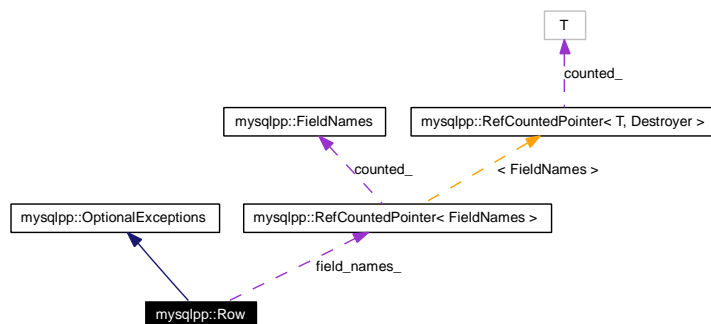 T
counted_
mysqlpp::FieldNames
mysqlpp::RefCountedPointer< T, Destroyer >
counted_
< FieldNames >
mysqlpp::OptionalExceptions
mysqlpp::RefCountedPointer< FieldNames >
field_names_
mysqlpp::Row